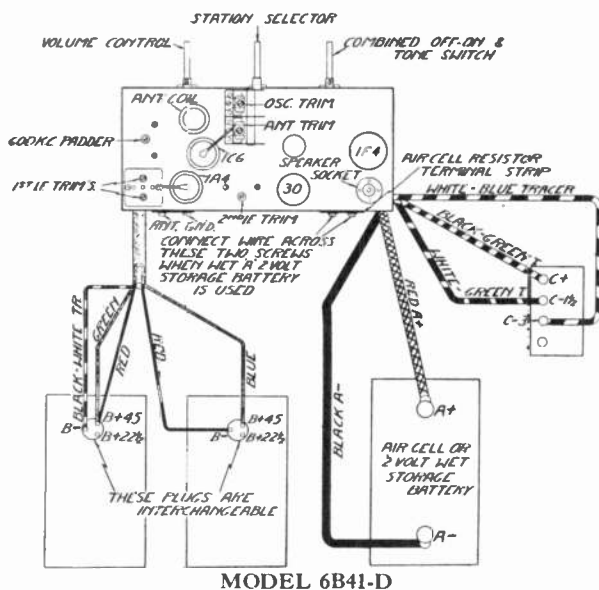 STATION SELECTOR
VOLUME CONTROL
COMBINED OFF-ON &
TONE SWITCH
ANT COIL
OSC. TRIM
ANT TRIM
600KC PADDER
1C6
1F4
SPEAKER
SOCKET
AIR CELL RESISTOR
TERMINAL STRIP
1ST IF TRIM'S.
1A4
30
WHITE-BLUE TRACER
ANT. GND.
2ND IF TRIM
BLACK-GREEN T.
CONNECT WIRE ACROSS
THESE TWO SCREWS
WHEN WET A 2 VOLT
STORAGE BATTERY
IS USED
WHITE-GREEN T
C+
C-1½
C-3
RED A+
BLACK-WHITE TR
GREEN
RED
RED
BLUE
BLACK A-
B-
B+45
B+22½
B-
B+45
B+22½
A+
AIR CELL OR
2 VOLT WET
STORAGE
BATTERY
THESE PLUGS ARE
INTERCHANGEABLE
A-
MODEL 6B41-D